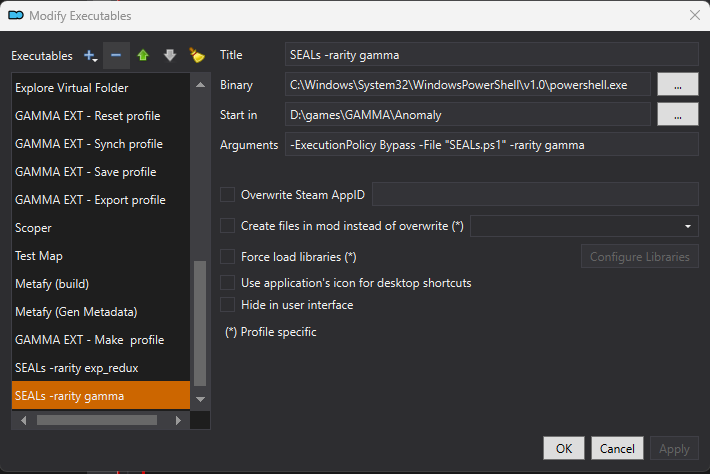 Modify Executables
Executables
Title
SEALs -rarity gamma
Explore Virtual Folder
Binary
C:\Windows\System32\WindowsPowerShell\v1.0\powershell.exe
...
GAMMA EXT - Reset profile
Start in
D:\games\GAMMA\Anomaly
...
GAMMA EXT - Synch profile
Arguments
-ExecutionPolicy Bypass -File "SEALs.ps1" -rarity gamma
GAMMA EXT - Save profile
GAMMA EXT - Export profile
Scoper
Test Map
Metafy (build)
Metafy (Gen Metadata)
GAMMA EXT - Make  profile
SEALs -rarity exp_redux
SEALs -rarity gamma
Overwrite Steam AppID
Create files in mod instead of overwrite (*)
Force load libraries (*)
Configure Libraries
Use application's icon for desktop shortcuts
Hide in user interface
(*) Profile specific
OK
Cancel
Apply